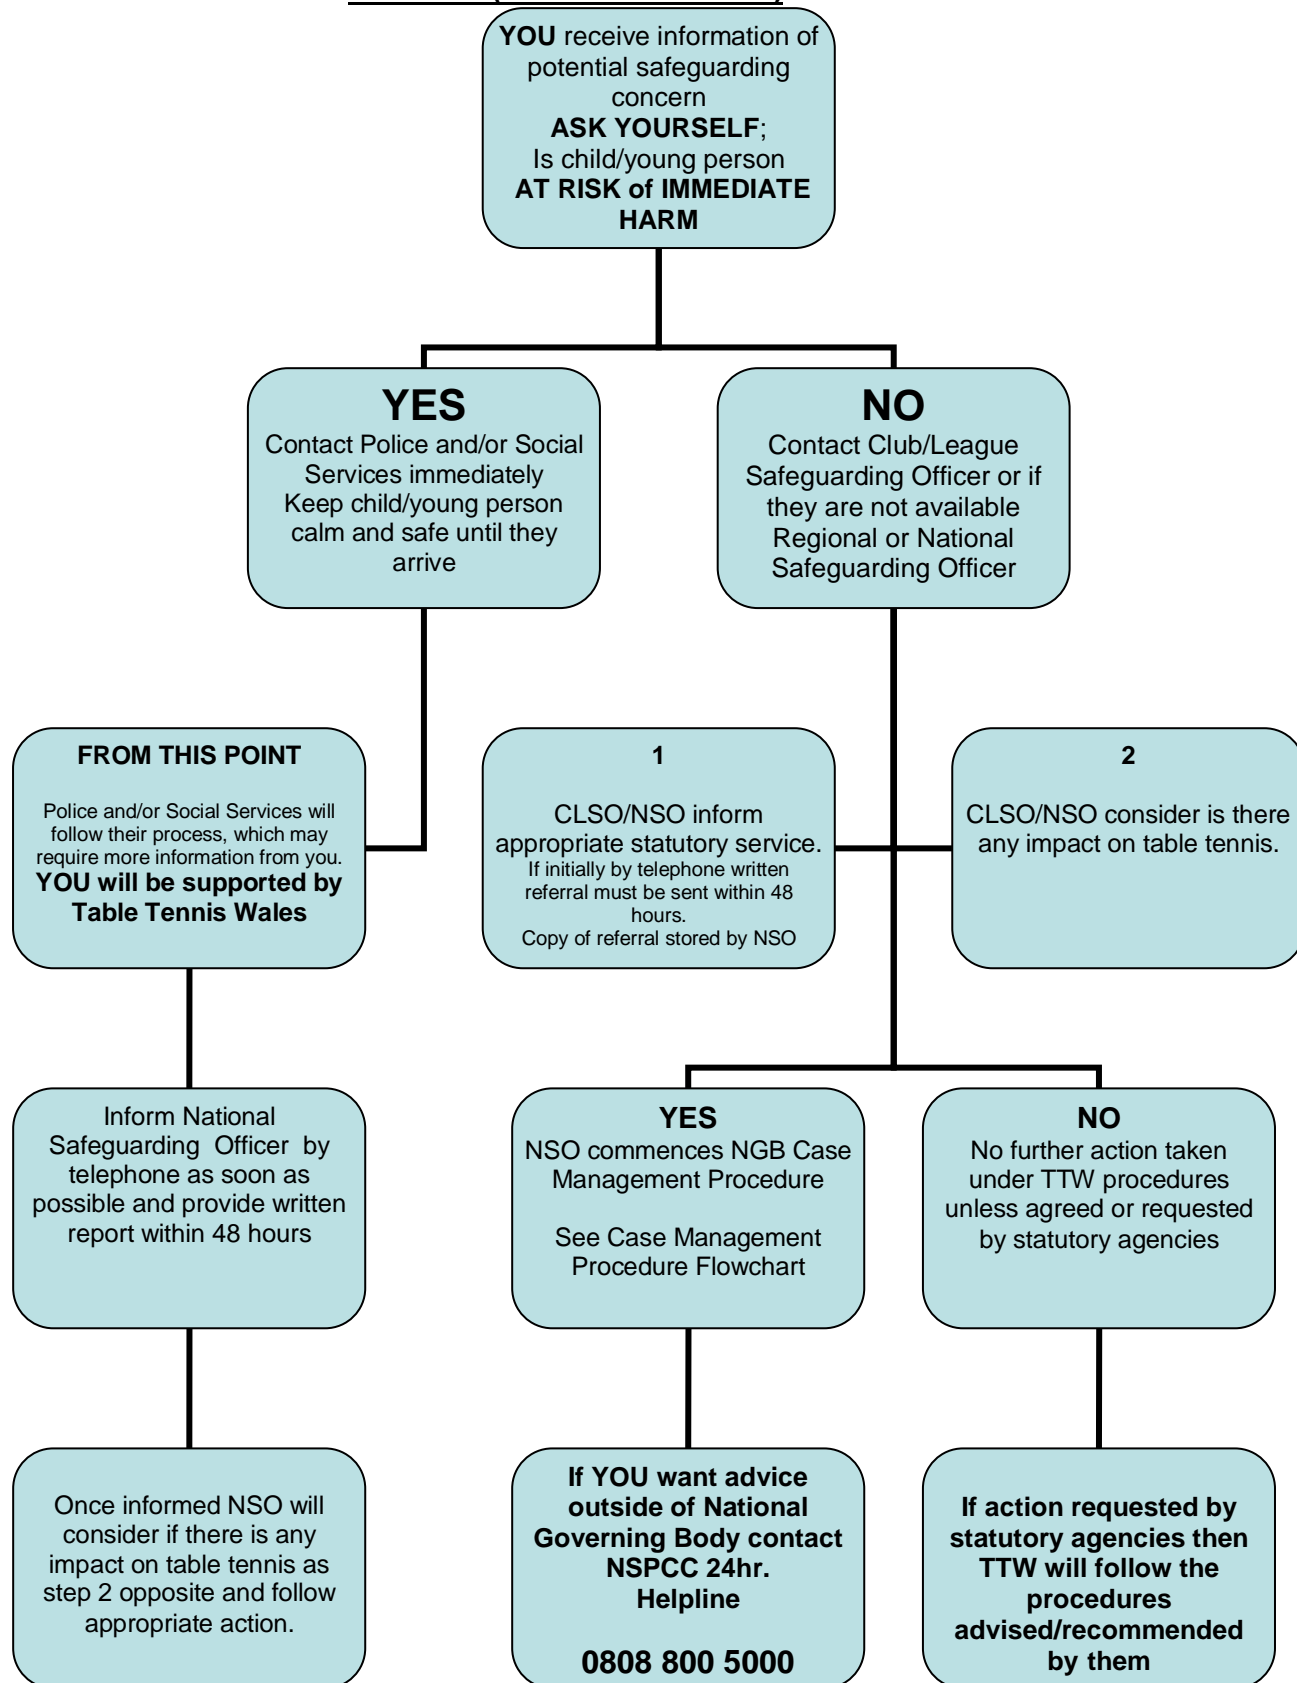 YOU receive information of
potential safeguarding
concern
ASK YOURSELF;
Is child/young person
AT RISK of IMMEDIATE
HARM
YES
Contact Police and/or Social
Services immediately
Keep child/young person
calm and safe until they
arrive
NO
Contact Club/League
Safeguarding Officer or if
they are not available
Regional or National
Safeguarding Officer
FROM THIS POINT
Police and/or Social Services will
follow their process, which may
require more information from you.
YOU will be supported by
Table Tennis Wales
1
CLSO/NSO inform
appropriate statutory service.
If initially by telephone written
referral must be sent within 48
hours.
Copy of referral stored by NSO
2
CLSO/NSO consider is there
any impact on table tennis.
Inform National
Safeguarding Officer by
telephone as soon as
possible and provide written
report within 48 hours
YES
NSO commences NGB Case
Management Procedure
See Case Management
Procedure Flowchart
NO
No further action taken
under TTW procedures
unless agreed or requested
by statutory agencies
Once informed NSO will
consider if there is any
impact on table tennis as
step 2 opposite and follow
appropriate action.
If YOU want advice
outside of National
Governing Body contact
NSPCC 24hr.
Helpline
0808 800 5000
If action requested by
statutory agencies then
TTW will follow the
procedures
advised/recommended
by them